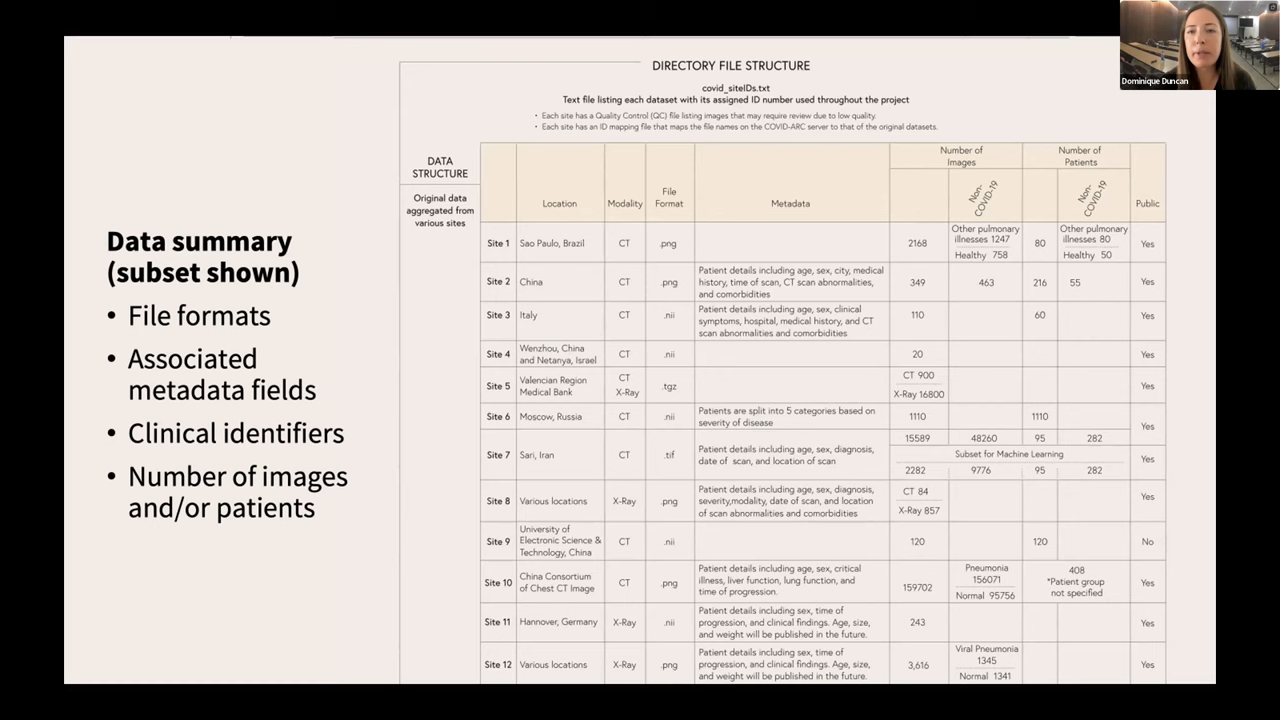 Dominique Duncan
Data summary
(subset shown)
• File formats
• Associated
metadata fields
• Clinical identifiers
• Number of images
and/or patients
DIRECTORY FILE STRUCTURE
covid_siteIDs.txt
Text file listing each dataset with its assigned ID number used throughout the project
• Each site has a Quality Control (QC) file listing images that may require review due to low quality.
• Each site has an ID mapping file that maps the file names on the COVID-ARC server to that of the original datasets.
DATA
STRUCTURE
Original data
aggregated from
various sites
Location
Modality
File
Format
Metadata
Number of
Images
Non-
COVID-19
Number of
Patients
Non-
COVID-19
Public
Site 1 Sao Paulo, Brazil CT .png 2168 Other pulmonary
illnesses 1247
Healthy 758
80 Other pulmonary
illnesses 80
Healthy 50
Yes
Site 2 China CT .png Patient details including age, sex, city, medical
history, time of scan, CT scan abnormalities,
and comorbidities
349 463 216 55 Yes
Site 3 Italy CT .nii Patient details including age, sex, clinical
symptoms, hospital, medical history, and CT
scan abnormalities and comorbidities
110 60 Yes
Site 4 Wenzhou, China
and Netanya, Israel
CT .nii 20 Yes
Site 5 Valencian Region
Medical Bank
CT
X-Ray
.tgz CT 900
X-Ray 16800
Yes
Site 6 Moscow, Russia CT .nii Patients are split into 5 categories based on
severity of disease
1110 1110 Yes
Site 7 Sari, Iran CT .tif Patient details including age, sex, diagnosis,
date of scan, and location of scan
15589 48260 95 282
Subset for Machine Learning
2282 9776 95 282
Yes
Site 8 Various locations X-Ray .png Patient details including age, sex, diagnosis,
severity,modality, date of scan, and location
of scan abnormalities and comorbidities
CT 84
X-Ray 857
Yes
Site 9 University of
Electronic Science &
Technology, China
CT .nii 120 120 No
Site 10 China Consortium
of Chest CT Image
CT .png Patient details including age, sex, critical
illness, liver function, lung function, and
time of progression.
159702 Pneumonia
156071
Normal 95756
408
*Patient group
not specified
Yes
Site 11 Hannover, Germany X-Ray .nii Patient details including sex, time of
progression, and clinical findings. Age, size,
and weight will be published in the future.
243 Yes
Site 12 Various locations X-Ray .png Patient details including sex, time of
progression, and clinical findings. Age, size,
and weight will be published in the future.
3,616 Viral Pneumonia
1345
Normal 1341
Yes